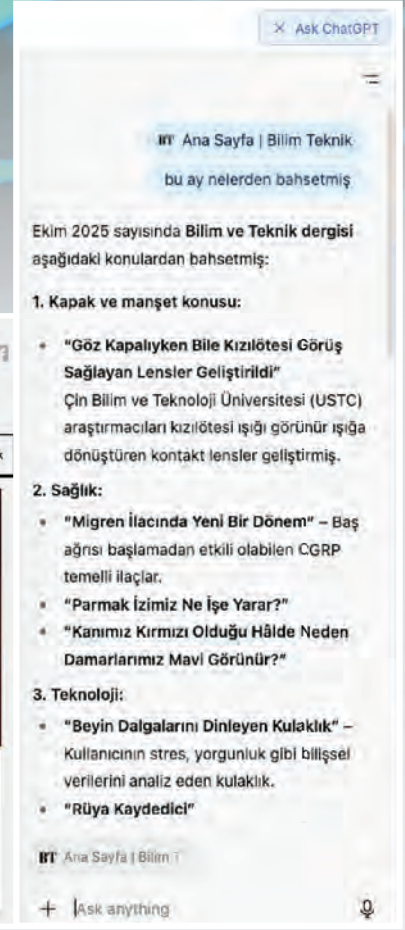 × Ask ChatGPT
BT Ana Sayfa | Bilim Teknik
bu ay nelerden bahsetmiş
Ekim 2025 sayısında Bilim ve Teknik dergisi
aşağıdaki konulardan bahsetmiş:
1. Kapak ve manşet konusu:
• "Göz Kapalıyken Bile Kızılötesi Görüş
Sağlayan Lensler Geliştirildi"
Çin Bilim ve Teknoloji Üniversitesi (USTC)
araştırmacıları kızılötesi ışığı görünür ışığa
dönüştüren kontakt lensler geliştirmiş.
2. Sağlık:
• "Migren İlacında Yeni Bir Dönem" – Baş
ağrısı başlamadan etkili olabilen CGRP
temelli ilaçlar.
• "Parmak İzimiz Ne İşe Yarar?"
• "Kanımız Kırmızı Olduğu Hâlde Neden
Damarlarımız Mavi Görünür?"
3. Teknoloji:
• "Beyin Dalgalarını Dinleyen Kulaklık" –
Kullanıcının stres, yorgunluk gibi bilişsel
verilerini analiz eden kulaklık.
• "Rüya Kaydedici"
BT Ana Sayfa | Bilim T
+ Ask anything